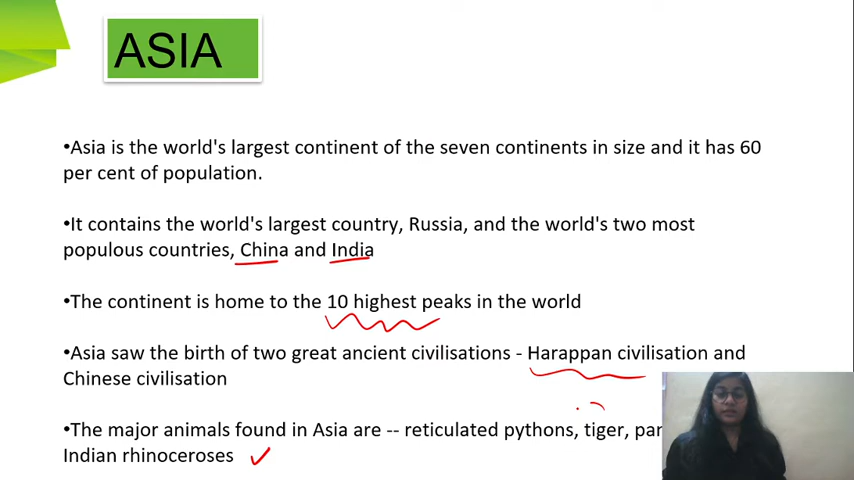 ASIA
•Asia is the world's largest continent of the seven continents in size and it has 60
per cent of population.
•It contains the world's largest country, Russia, and the world's two most
populous countries, China and India
•The continent is home to the 10 highest peaks in the world
•Asia saw the birth of two great ancient civilisations - Harappan civilisation and
Chinese civilisation
•The major animals found in Asia are -- reticulated pythons, tiger,
Indian rhinoceroses